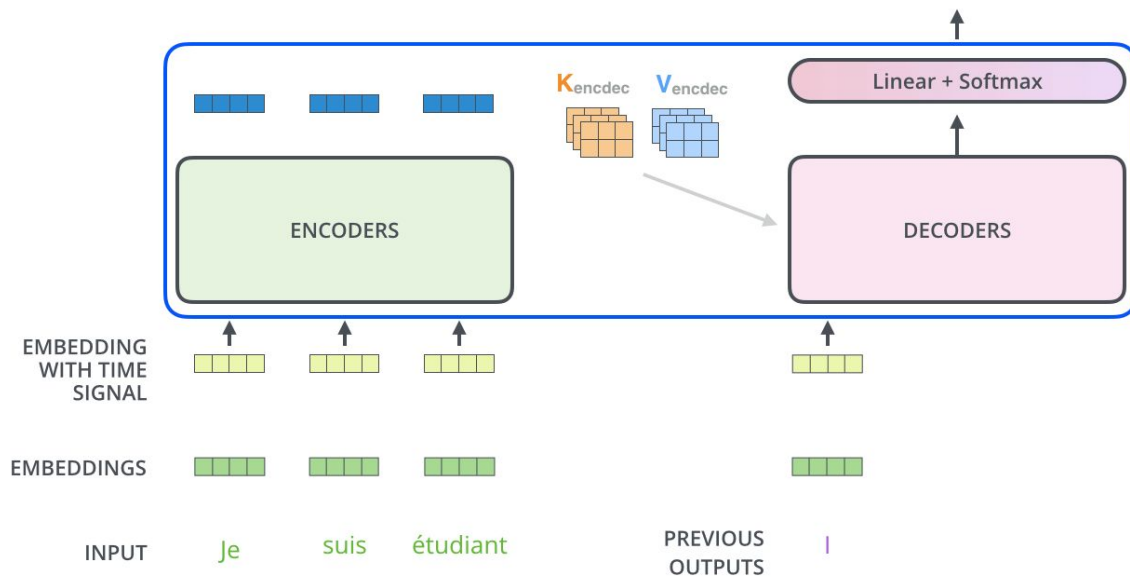 Kencdec
Vencdec
Linear + Softmax
ENCODERS
DECODERS
EMBEDDING
WITH TIME
SIGNAL
EMBEDDINGS
INPUT
Je
suis
étudiant
PREVIOUS
OUTPUTS
I